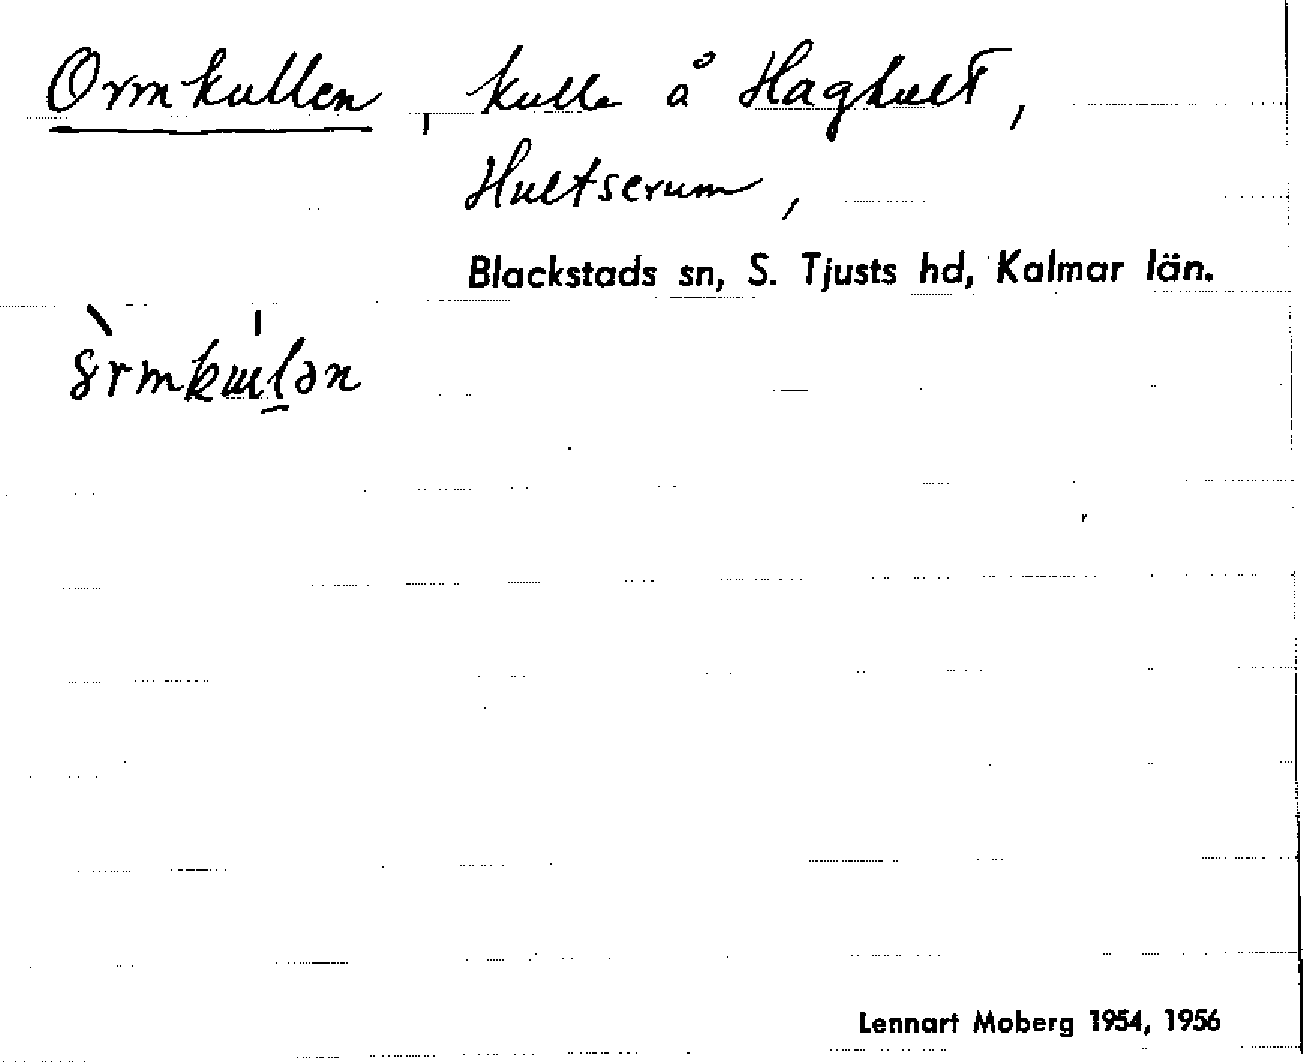 Ormkullen, kulle å Haghult,
Hultserum,
Blackstads sn, S. Tjusts hd, Kalmar län.
Lennart Moberg 1954, 1956